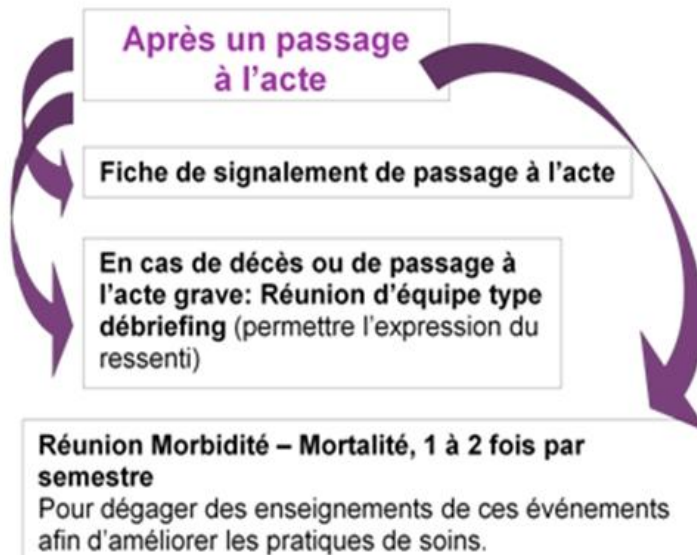 Après un passage
à l'acte
Fiche de signalement de passage à l'acte
En cas de décès ou de passage à
l'acte grave: Réunion d'équipe type
débriefing (permettre l'expression du
ressenti)
Réunion Morbidité – Mortalité, 1 à 2 fois par
semestre
Pour dégager des enseignements de ces événements
afin d'améliorer les pratiques de soins.